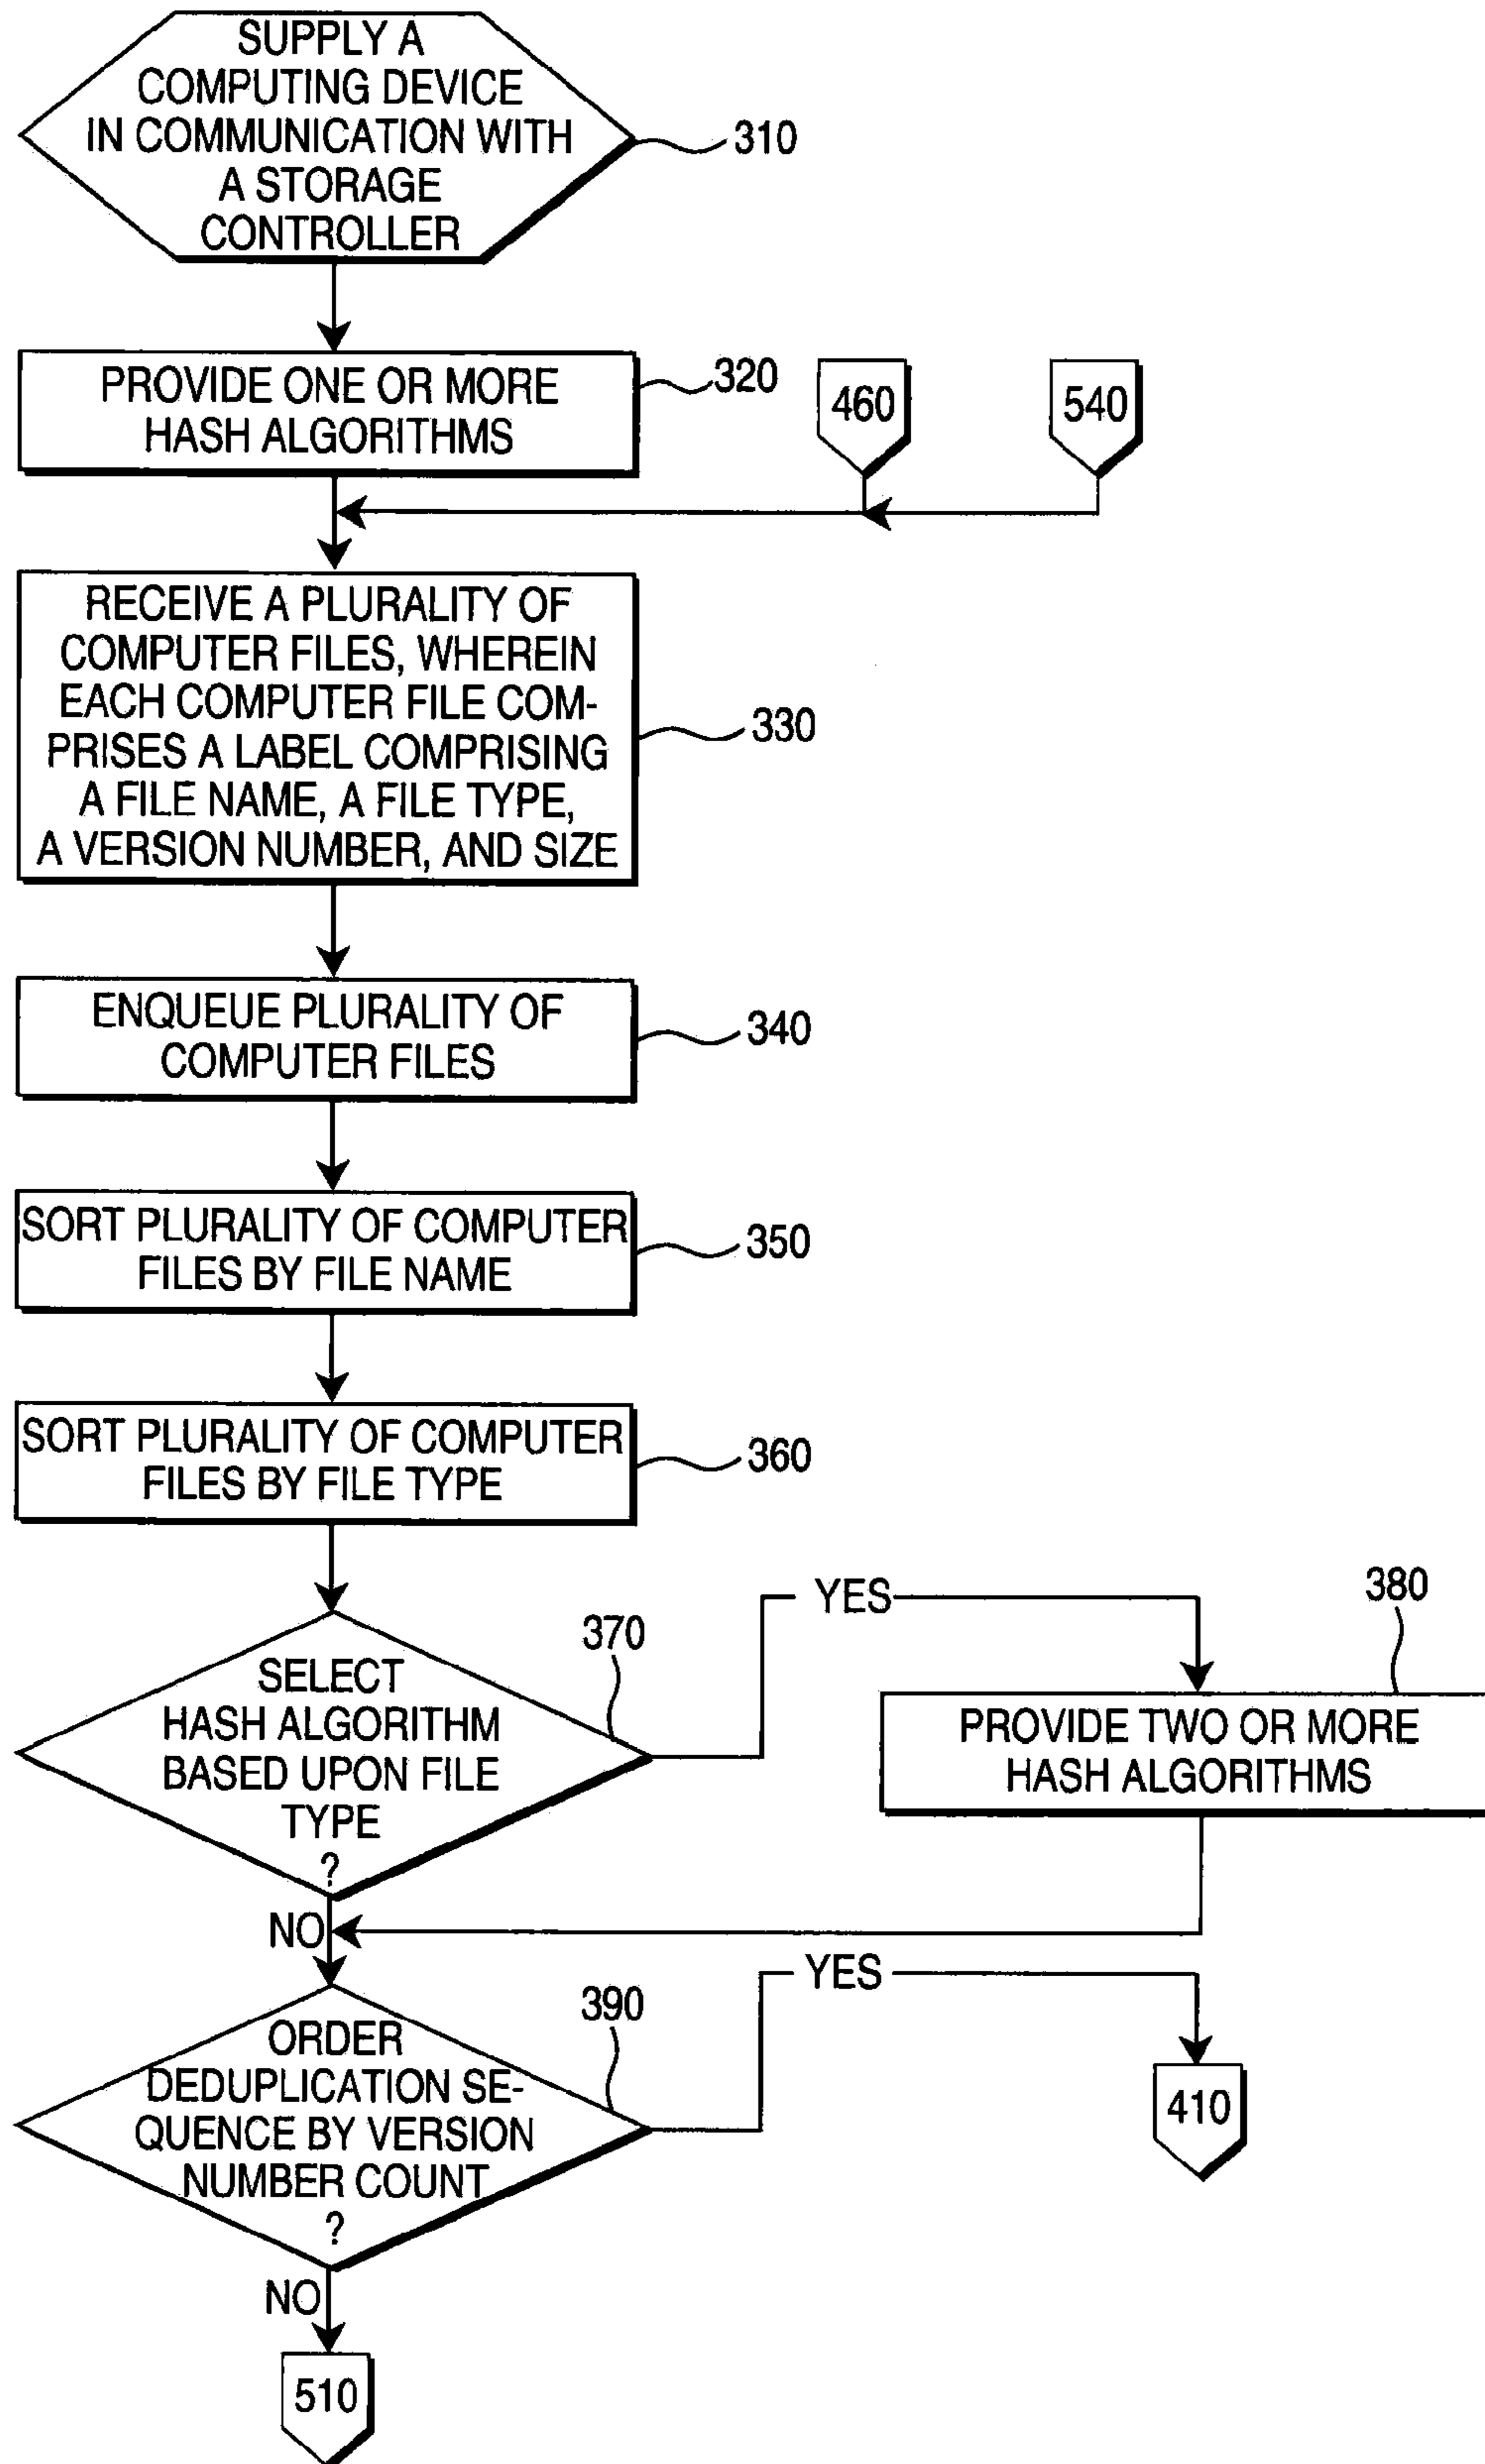 SUPPLY A
COMPUTING DEVICE
IN COMMUNICATION WITH
A STORAGE
CONTROLLER
310
PROVIDE ONE OR MORE
HASH ALGORITHMS
320
460
540
RECEIVE A PLURALITY OF
COMPUTER FILES, WHEREIN
EACH COMPUTER FILE COM-
PRISES A LABEL COMPRISING
A FILE NAME, A FILE TYPE,
A VERSION NUMBER, AND SIZE
330
ENQUEUE PLURALITY OF
COMPUTER FILES
340
SORT PLURALITY OF COMPUTER
FILES BY FILE NAME
350
SORT PLURALITY OF COMPUTER
FILES BY FILE TYPE
360
SELECT
HASH ALGORITHM
BASED UPON FILE
TYPE
?
370
YES
380
PROVIDE TWO OR MORE
HASH ALGORITHMS
NO
ORDER
DEDUPLICATION SE-
QUENCE BY VERSION
NUMBER COUNT
?
390
YES
410
NO
510